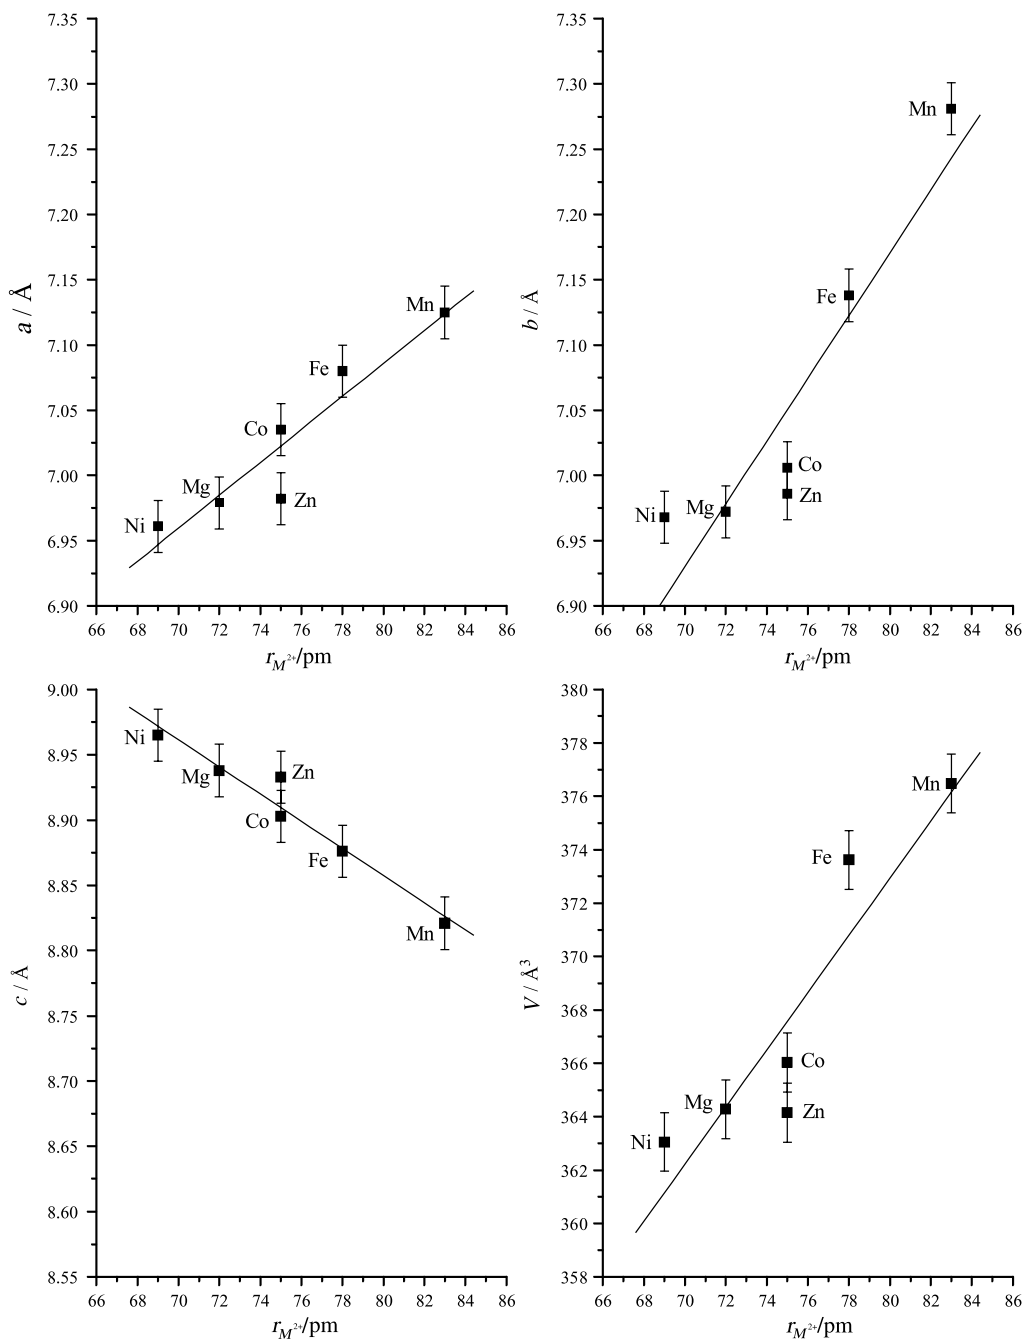 7.35
7.30
7.25
7.20
7.15
7.10
7.05
7.00
6.95
6.90
a / Å
Mn
Fe
Co
Mg
Zn
Ni
66 68 70 72 74 76 78 80 82 84 86
r_M²⁺/pm
7.35
7.30
7.25
7.20
7.15
7.10
7.05
7.00
6.95
6.90
b / Å
Mn
Fe
Co
Zn
Mg
Ni
66 68 70 72 74 76 78 80 82 84 86
r_M²⁺/pm
9.00
8.95
8.90
8.85
8.80
8.75
8.70
8.65
8.60
8.55
c / Å
Ni
Zn
Mg
Co
Fe
Mn
66 68 70 72 74 76 78 80 82 84 86
r_M²⁺/pm
380
378
376
374
372
370
368
366
364
362
360
358
V / Å³
Mn
Fe
Co
Mg
Zn
Ni
66 68 70 72 74 76 78 80 82 84 86
r_M²⁺/pm